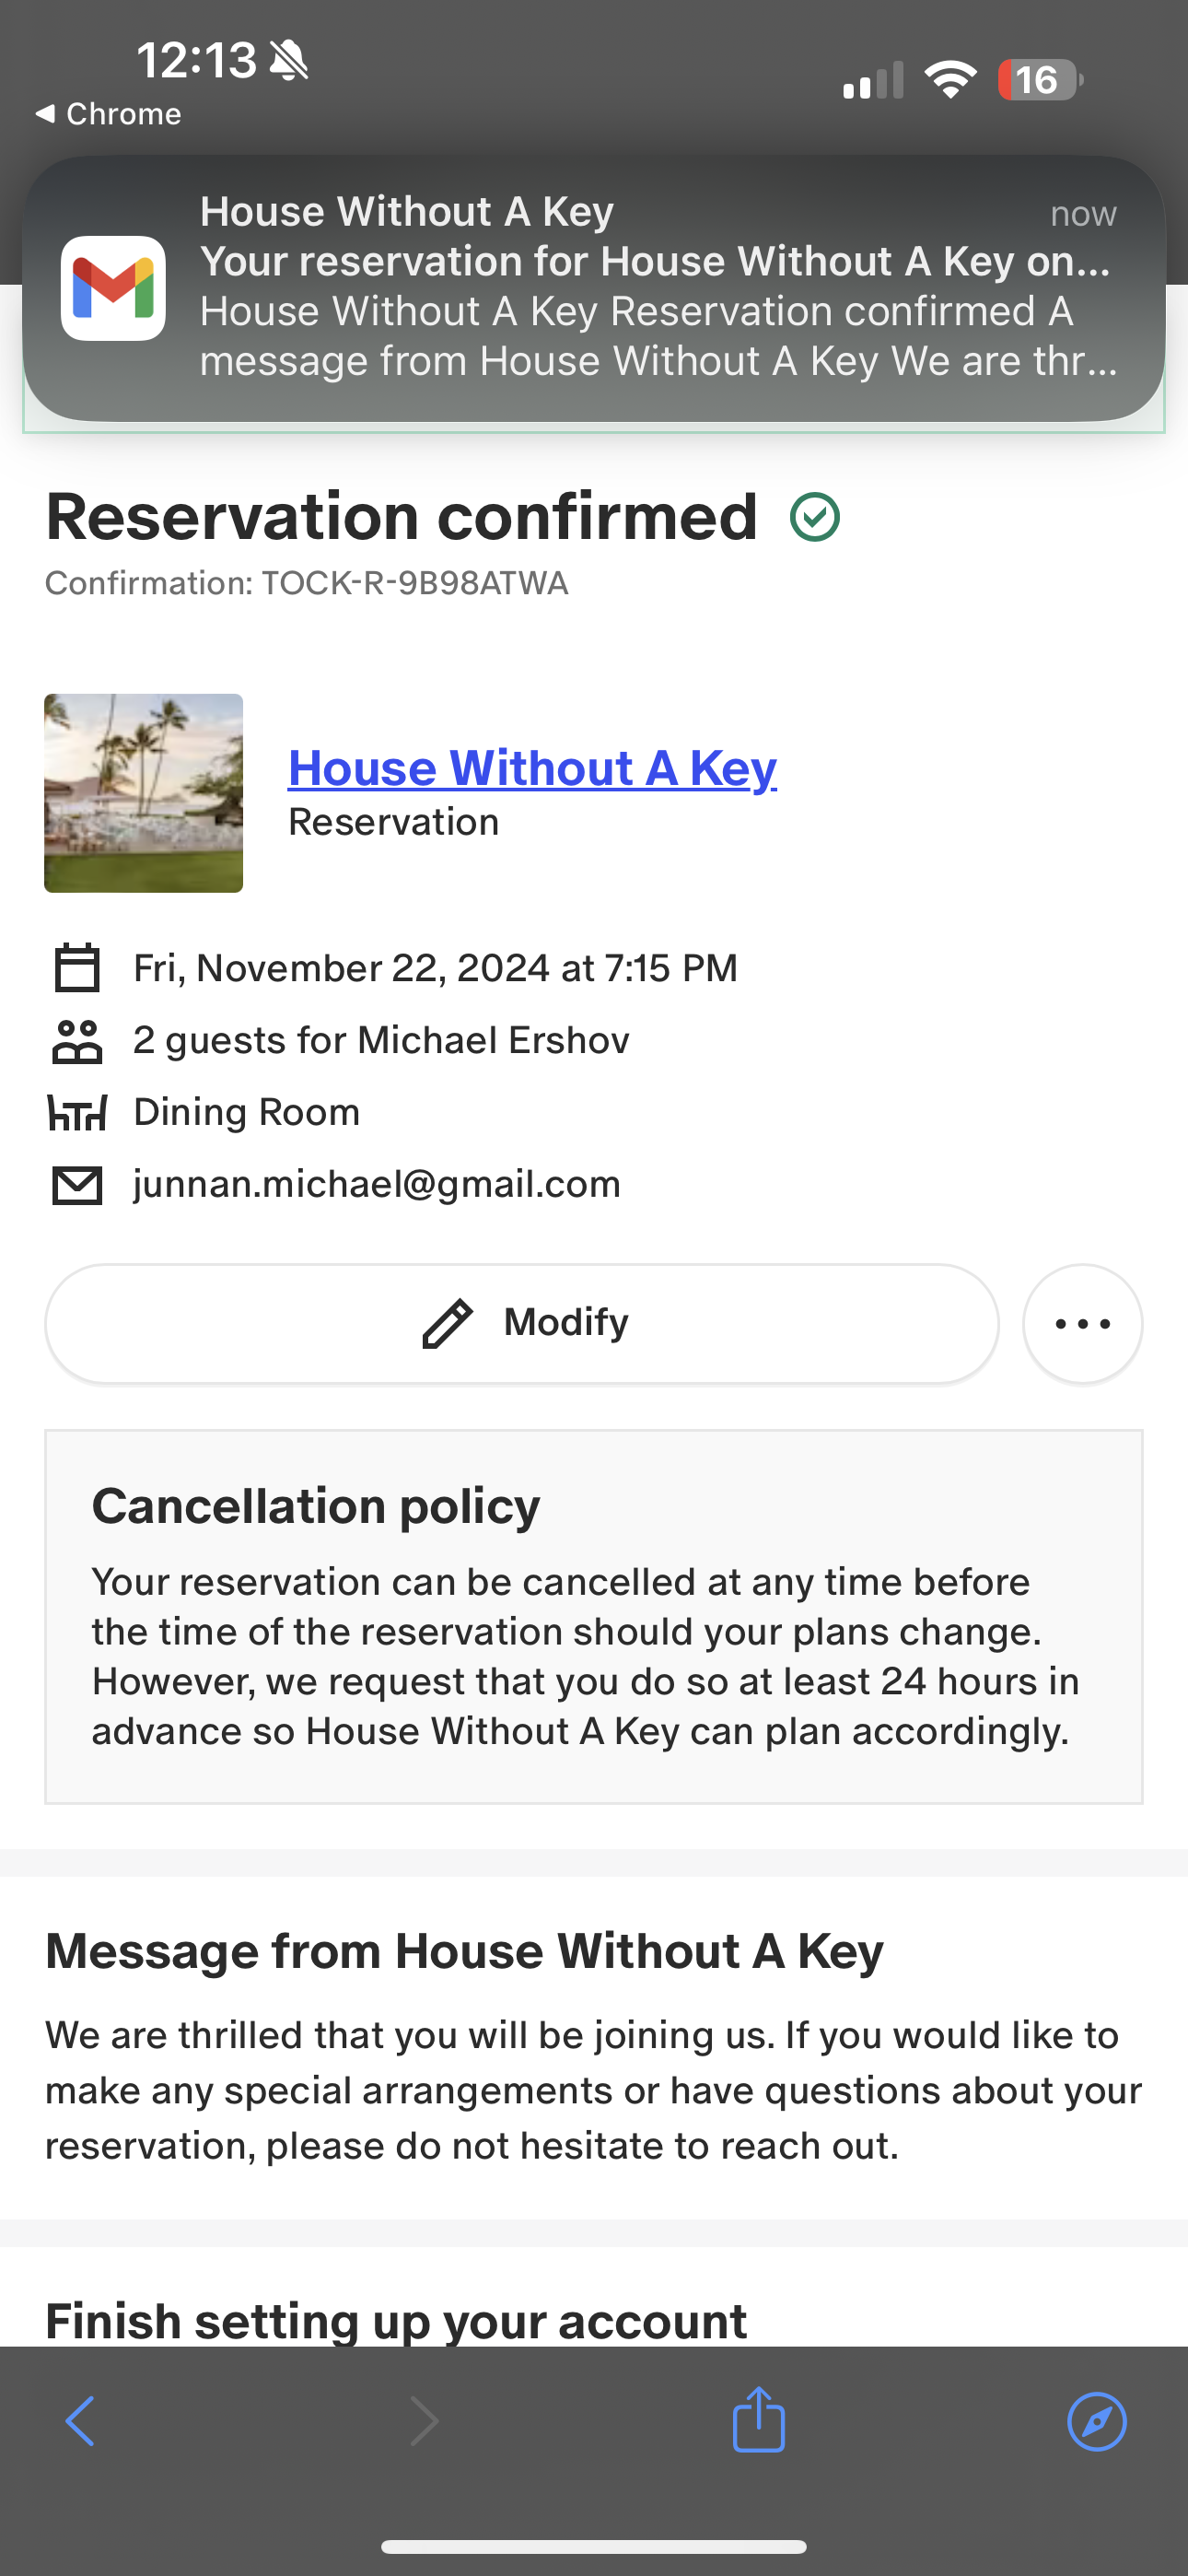 12:13
16
Chrome
House Without A Key
now
Your reservation for House Without A Key on...
House Without A Key Reservation confirmed A
message from House Without A Key We are thr...
Reservation confirmed
Confirmation: TOCK-R-9B98ATWA
House Without A Key
Reservation
Fri, November 22, 2024 at 7:15 PM
2 guests for Michael Ershov
Dining Room
junnan.michael@gmail.com
Modify
Cancellation policy
Your reservation can be cancelled at any time before
the time of the reservation should your plans change.
However, we request that you do so at least 24 hours in
advance so House Without A Key can plan accordingly.
Message from House Without A Key
We are thrilled that you will be joining us. If you would like to
make any special arrangements or have questions about your
reservation, please do not hesitate to reach out.
Finish setting up your account